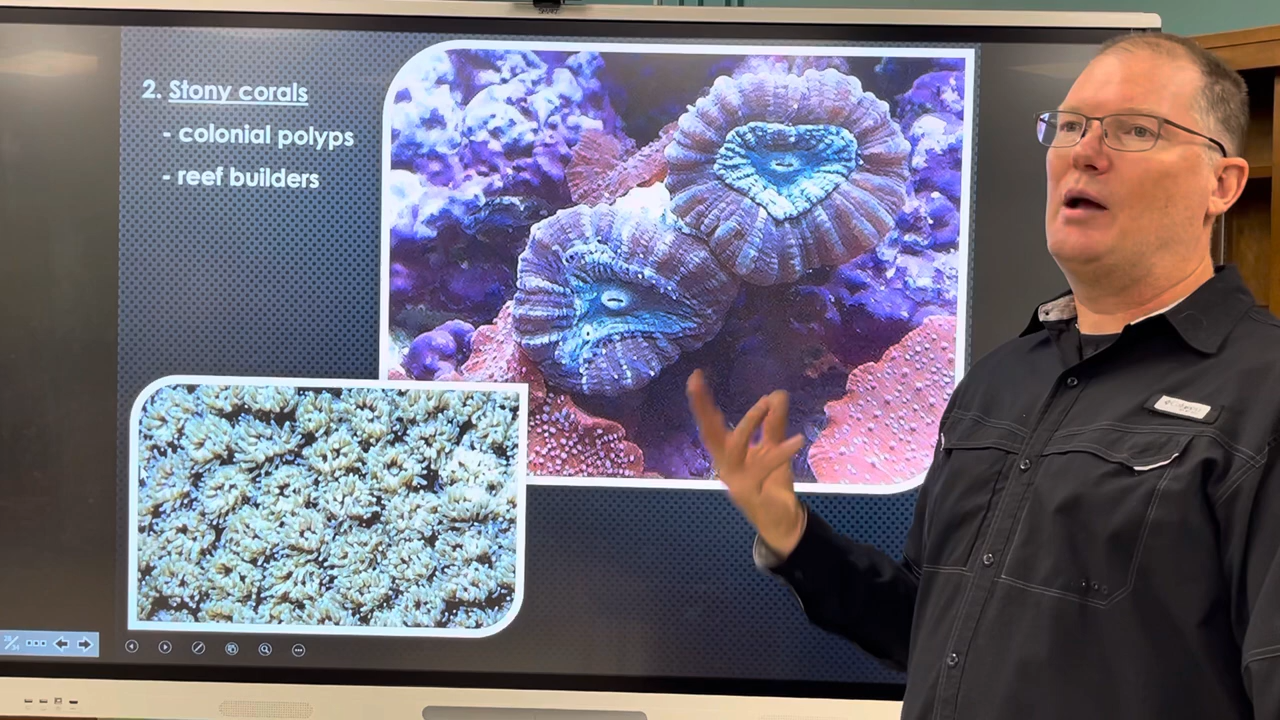 2. Stony corals
- colonial polyps
- reef builders